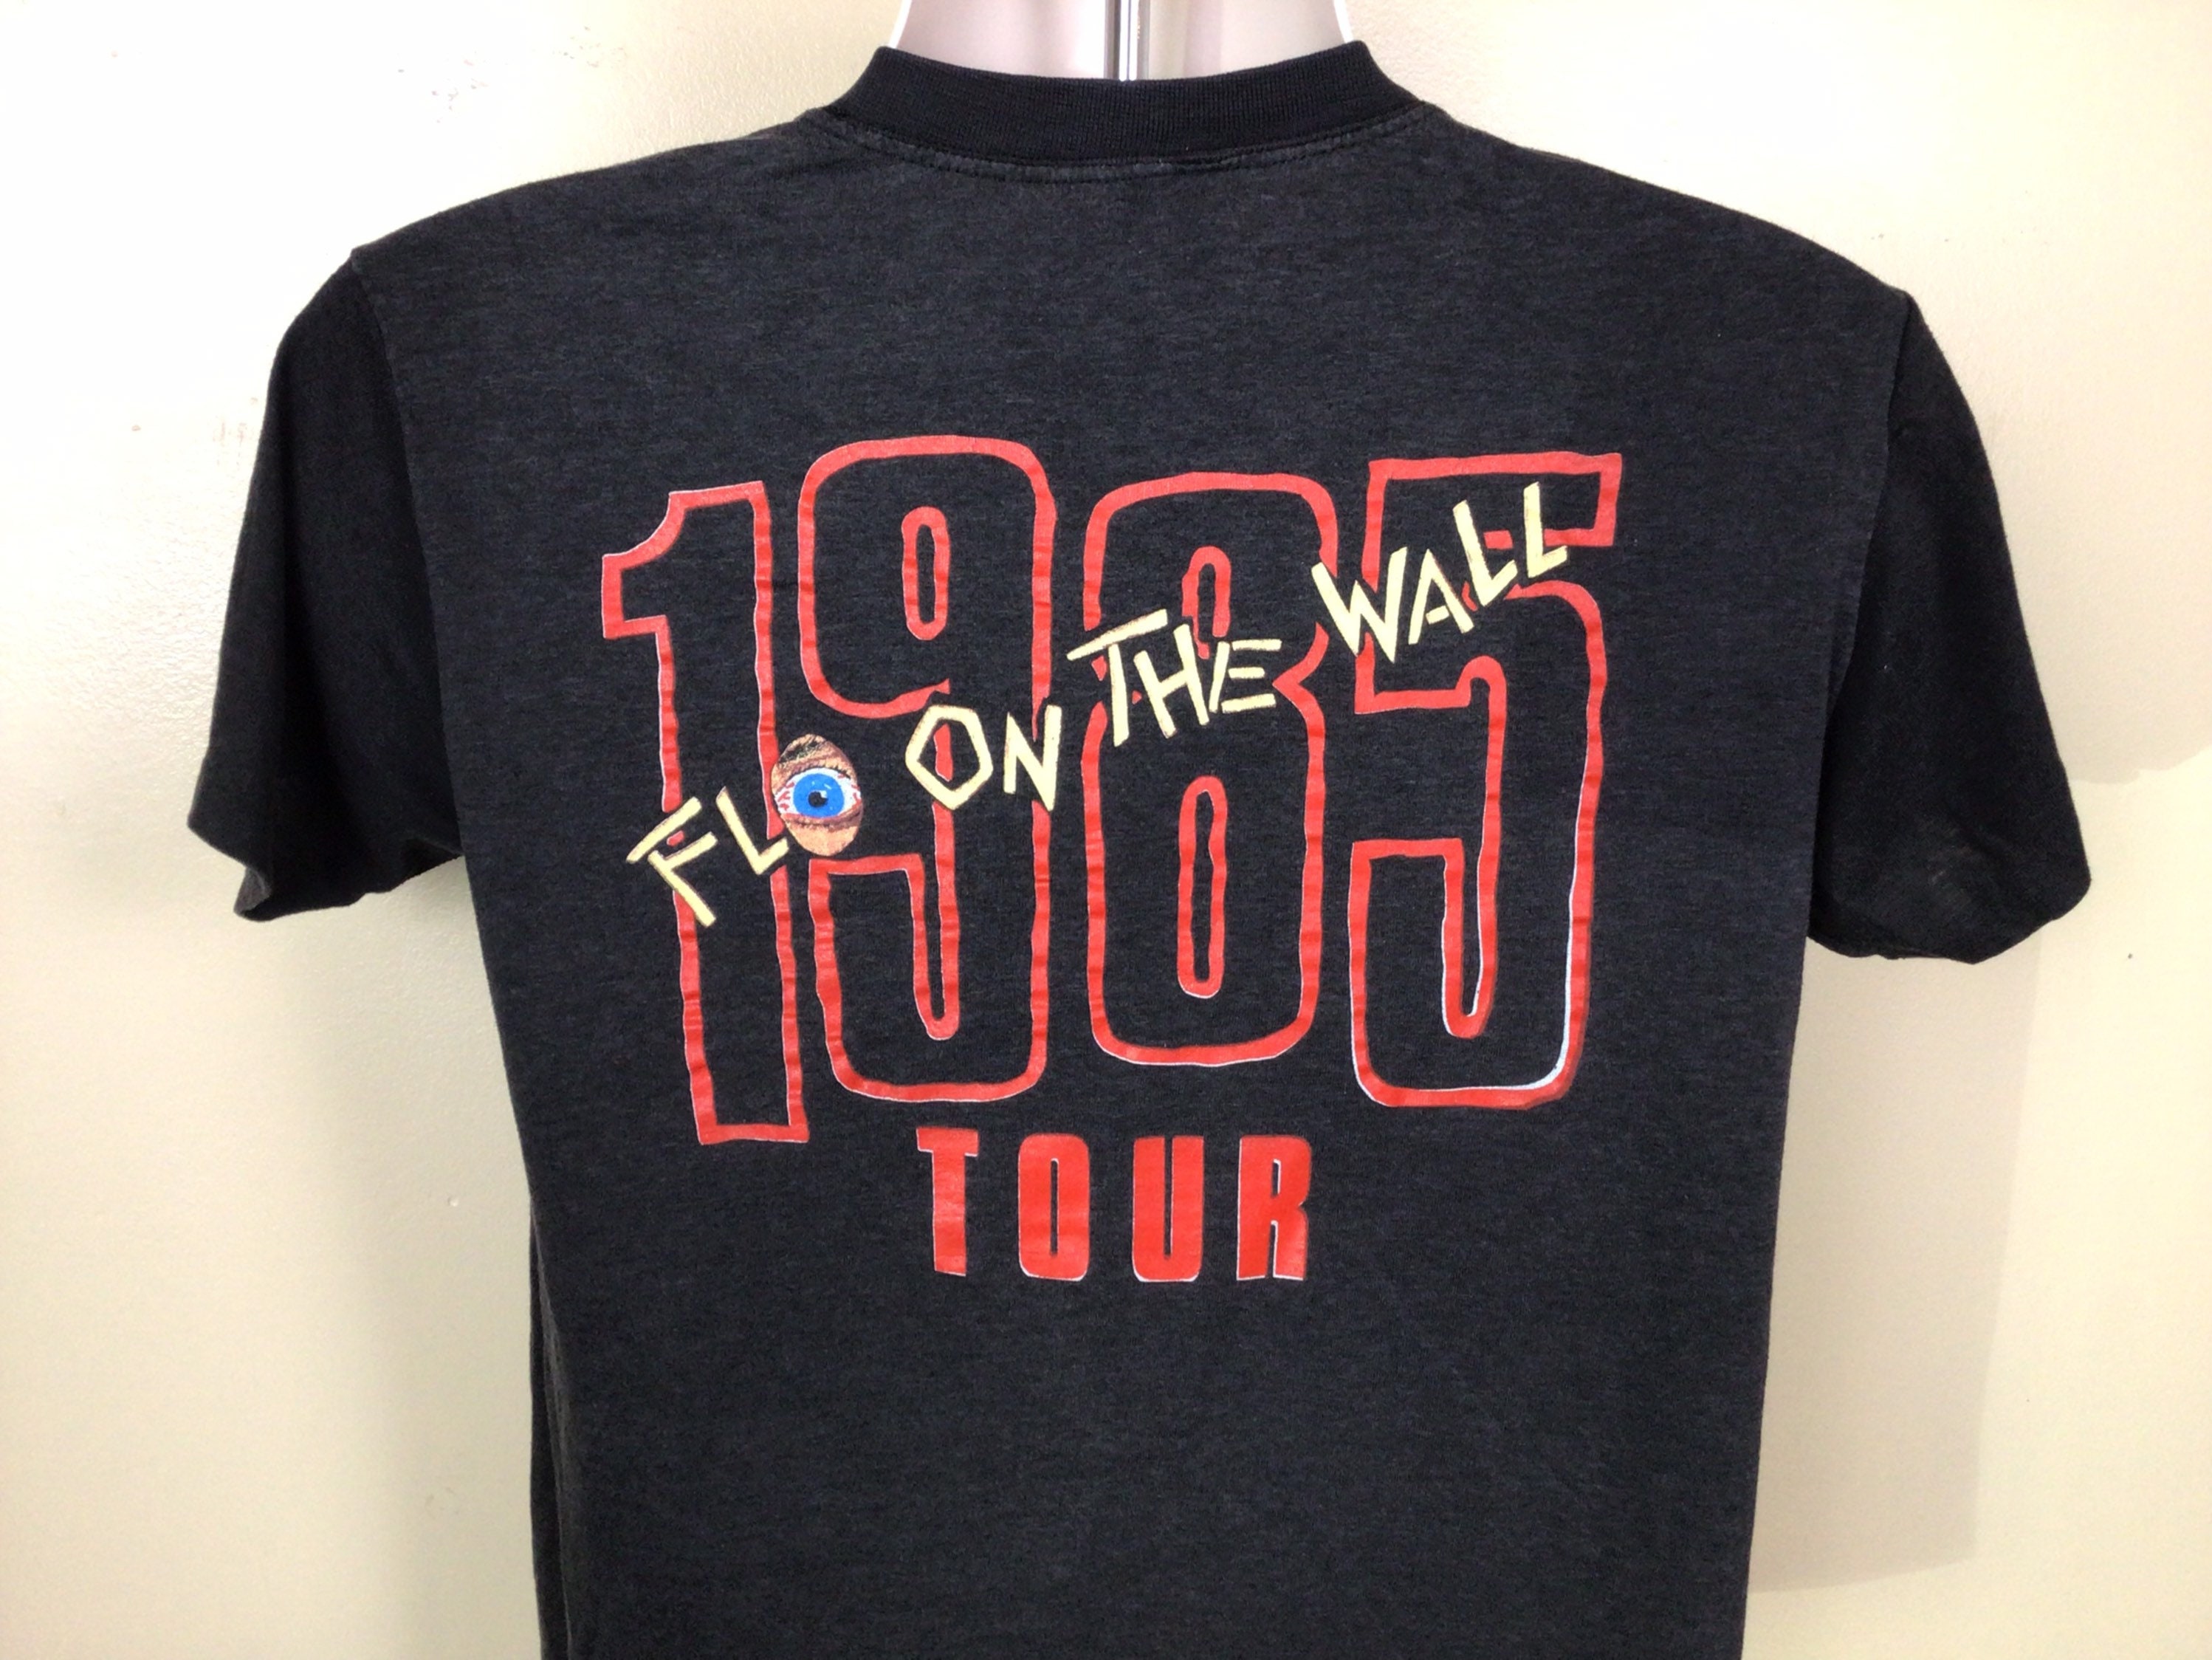 1985
FL ON THE WALL
TOUR